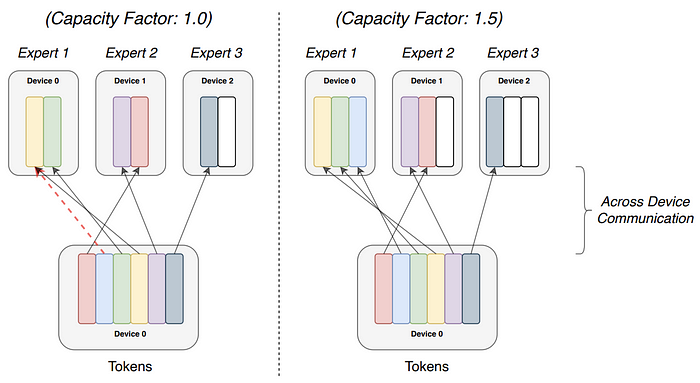 (Capacity Factor: 1.0)
Expert 1
Expert 2
Expert 3
Device 0
Device 1
Device 2
Device 0
Tokens
(Capacity Factor: 1.5)
Expert 1
Expert 2
Expert 3
Device 0
Device 1
Device 2
Across Device
Communication
Device 0
Tokens